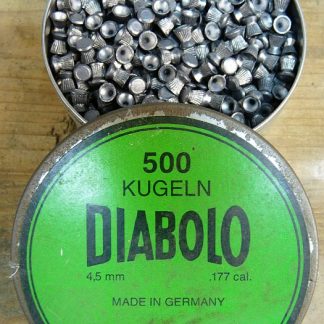 500
KUGELN
DIABOLO
4,5 mm .177 cal.
MADE IN GERMANY